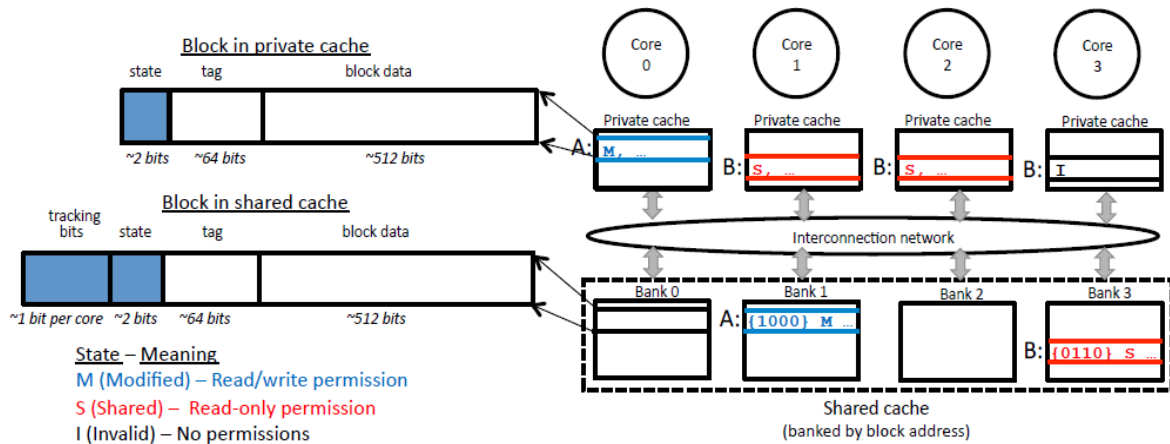 Block in private cache
state tag block data
~2 bits ~64 bits ~512 bits
Block in shared cache
tracking bits state tag block data
~1 bit per core ~2 bits ~64 bits ~512 bits
State – Meaning
M (Modified) – Read/write permission
S (Shared) – Read-only permission
I (Invalid) – No permissions
Core 0 Core 1 Core 2 Core 3
Private cache Private cache Private cache Private cache
A: M, …
B: S, …
B: S, …
B: I
Interconnection network
Bank 0 Bank 1 Bank 2 Bank 3
A: {1000} M …
B: {0110} S …
Shared cache
(banked by block address)